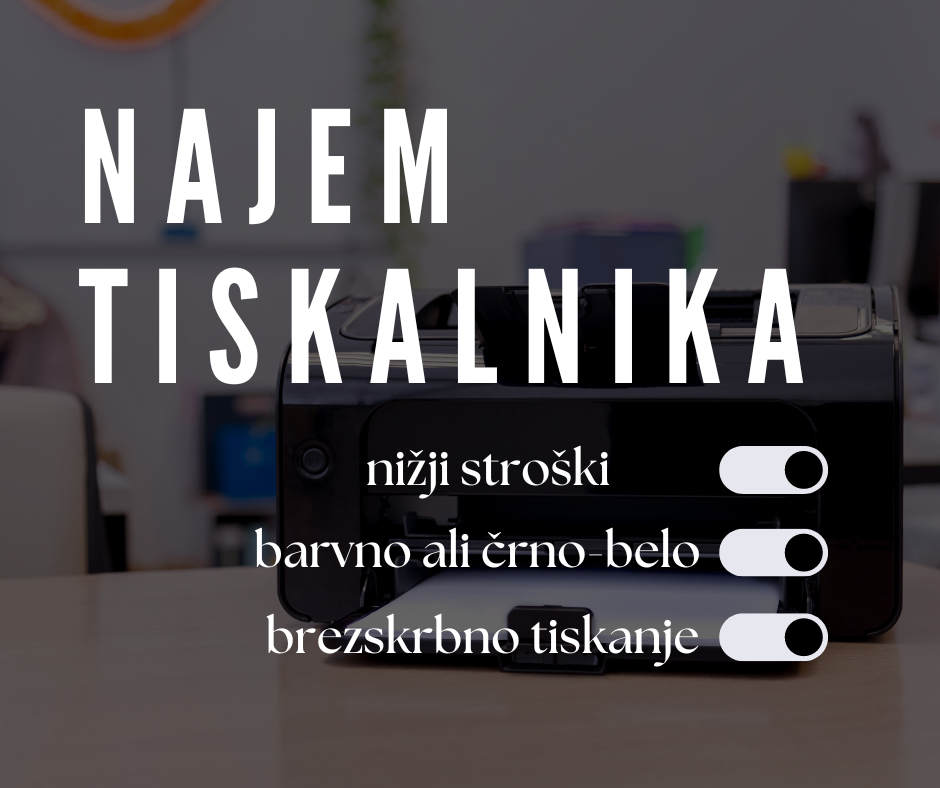 NAJEM
TISKALNIKA
nižji stroški
barvno ali črno-belo
brezskrbno tiskanje